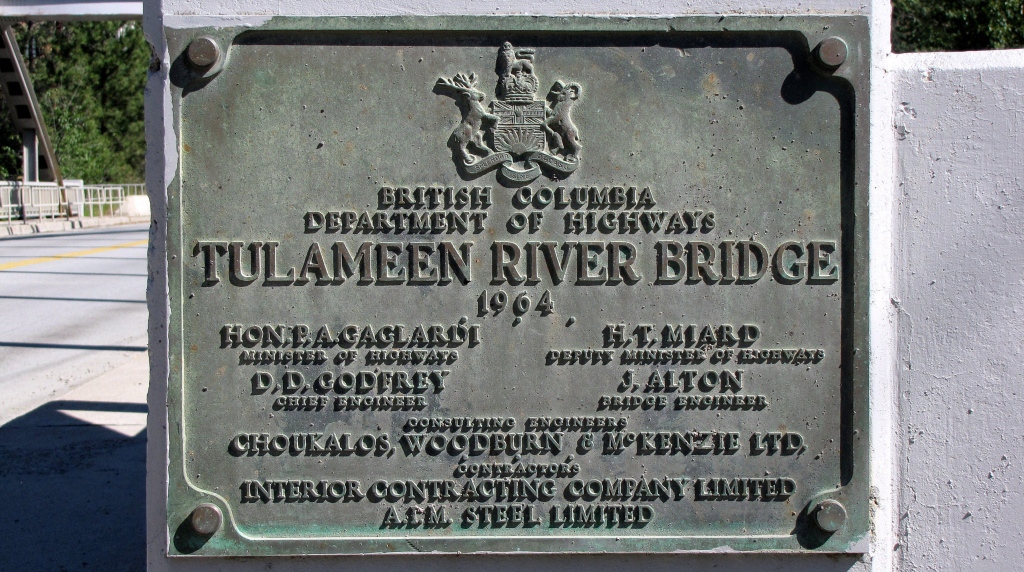 BRITISH COLUMBIA
DEPARTMENT OF HIGHWAYS
TULAMEEN RIVER BRIDGE
1964
HON. P. A. GAGLARDI H. T. MIARD
MINISTER OF HIGHWAYS DEPUTY MINISTER OF HIGHWAYS
D. D. GODFREY J. ALTON
CHIEF ENGINEER BRIDGE ENGINEER
CONSULTING ENGINEERS
CHOUKALOS, WOODBURN & McKENZIE LTD.
CONTRACTORS
INTERIOR CONTRACTING COMPANY LIMITED
STEEL LIMITED